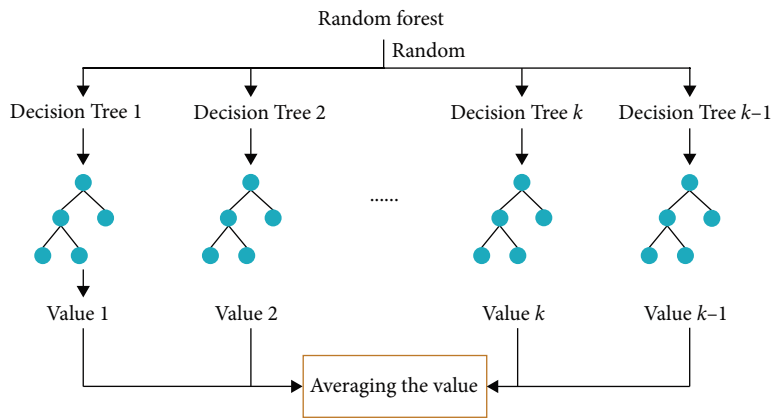 Random forest
Random
Decision Tree 1
Decision Tree 2
Decision Tree k
Decision Tree k–1
......
Value 1
Value 2
Value k
Value k–1
Averaging the value